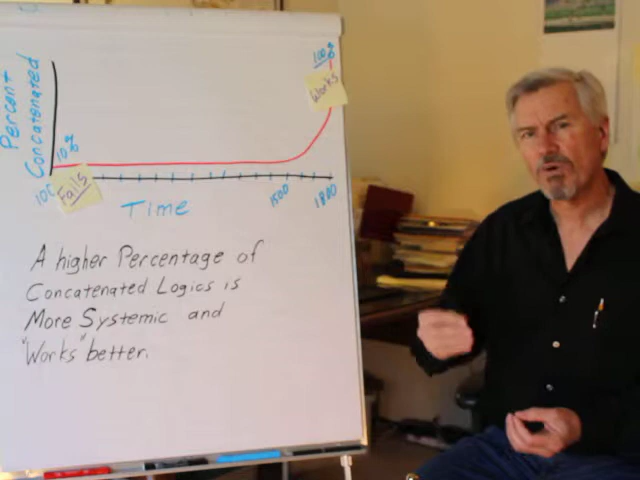 100%
Works
Percent
Concatenated
10%
Fails
1500
1800
Time
A higher Percentage of
Concatenated Logics is
More Systemic and
"Works" better.